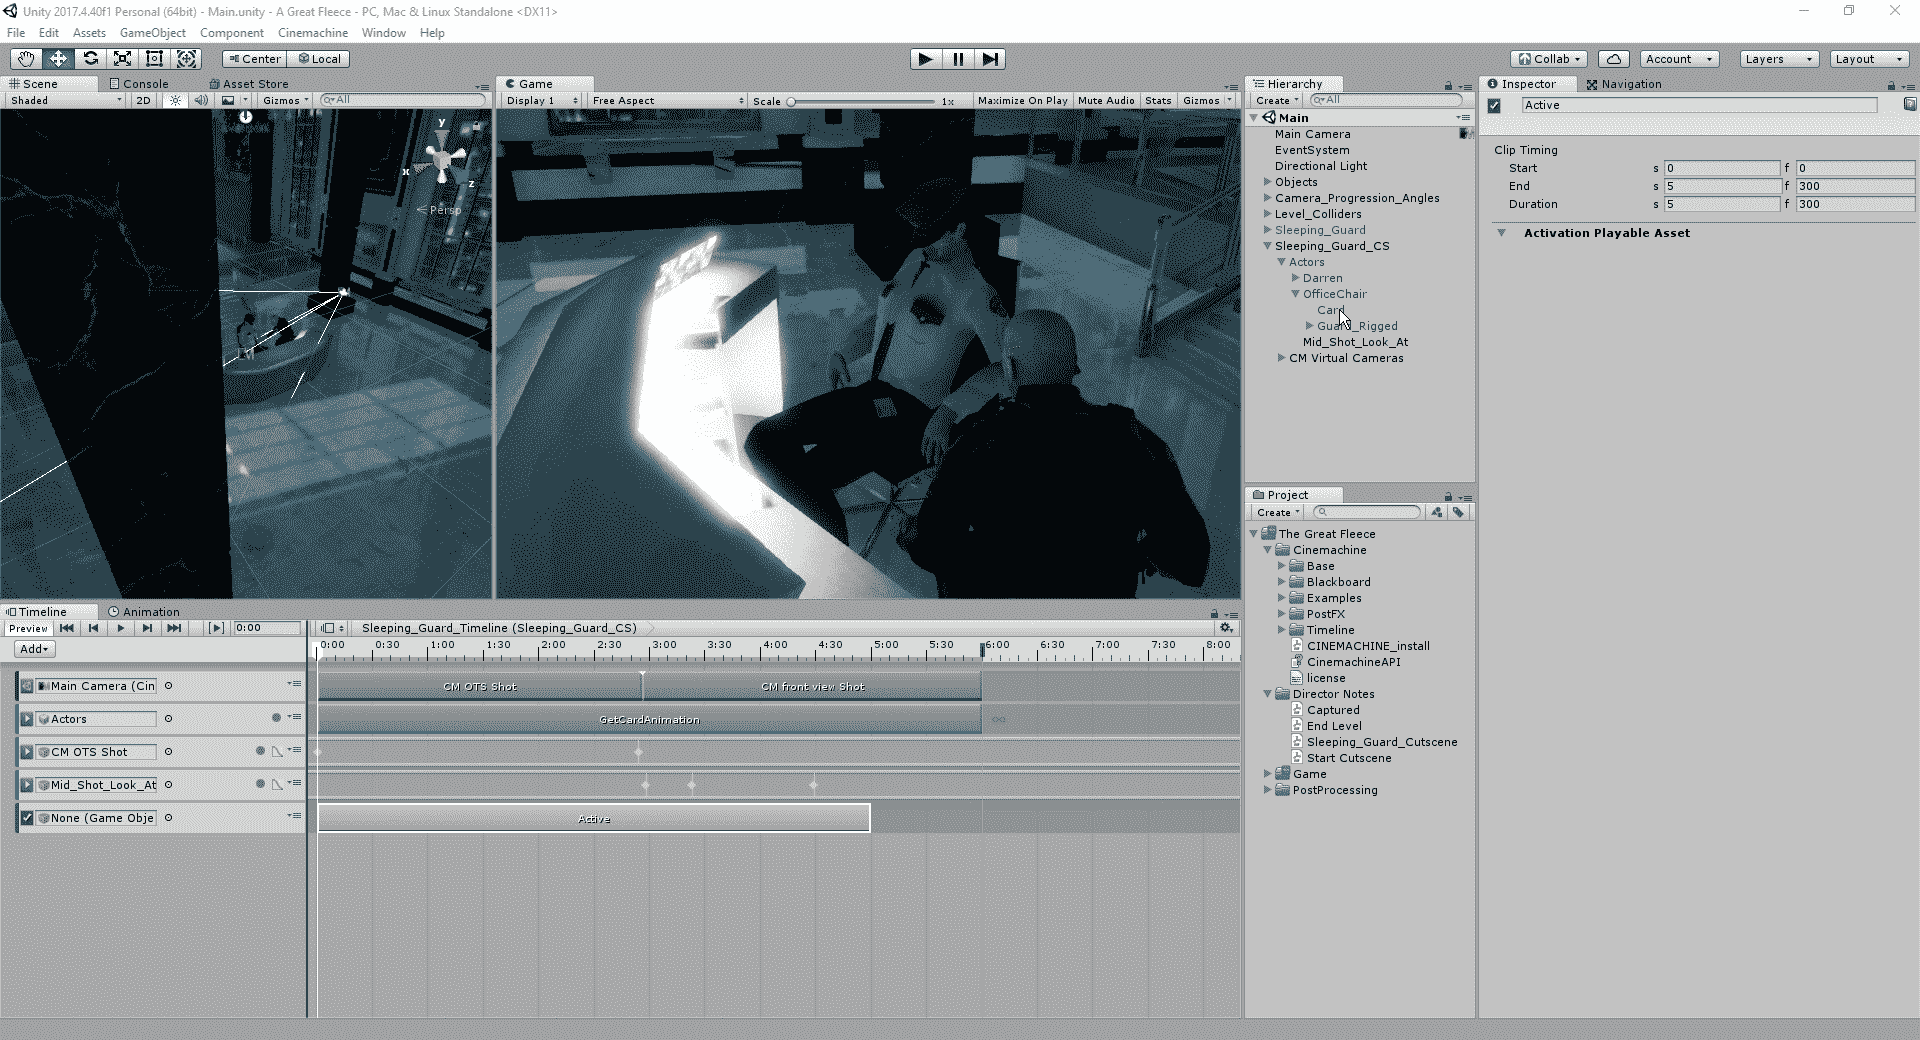 Unity 2017.4.40f1 Personal (64bit) - Main.unity - A Great Fleece - PC, Mac & Linux Standalone <DX11>
File Edit Assets GameObject Component Cinemachine Window Help
Center Local
Collab Account Layers Layout
Scene Console Asset Store
Shaded 2D Gizmos All
y
x
z
Persp
Game
Display 1 Free Aspect Scale 1x Maximize On Play Mute Audio Stats Gizmos
Hierarchy
Create All
Main
Main Camera
EventSystem
Directional Light
Objects
Camera_Progression_Angles
Level_Colliders
Sleeping_Guard
Sleeping_Guard_CS
Actors
Darren
OfficeChair
Guard_Rigged
Mid_Shot_Look_At
CM Virtual Cameras
Project
Create
The Great Fleece
Cinemachine
Base
Blackboard
Examples
PostFX
Timeline
CINEMACHINE_install
CinemachineAPI
license
Director Notes
Captured
End Level
Sleeping_Guard_Cutscene
Start Cutscene
Game
PostProcessing
Inspector Navigation
Active
Clip Timing
Start s 0 f 0
End s 5 f 300
Duration s 5 f 300
Activation Playable Asset
Timeline Animation
Preview 0:00 Sleeping_Guard_Timeline (Sleeping_Guard_CS)
Add
0:00 0:30 1:00 1:30 2:00 2:30 3:00 3:30 4:00 4:30 5:00 5:30 6:00 6:30 7:00 7:30 8:00
Main Camera (Cin CM OTS Shot CM front view Shot
Actors GetCardAnimation
CM OTS Shot
Mid_Shot_Look_At
None (Game Obje Active